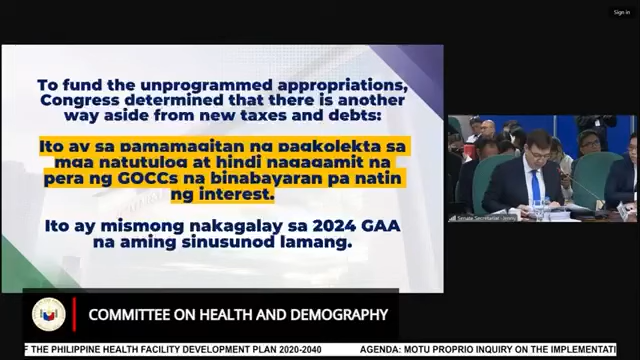 Sign in
To fund the unprogrammed appropriations,
Congress determined that there is another
way aside from new taxes and debts:
Ito ay sa pamamagitan ng pagkolekta sa
mga natutulog at hindi nagagamit na
pera ng GOCCs na binabayaran pa natin
ng interest.
Ito ay mismong nakagalay sa 2024 GAA
na aming sinusunod lamang.
Senate Secretariat
COMMITTEE ON HEALTH AND DEMOGRAPHY
F THE PHILIPPINE HEALTH FACILITY DEVELOPMENT PLAN 2020-2040 AGENDA: MOTU PROPRIO INQUIRY ON THE IMPLEMENTATI